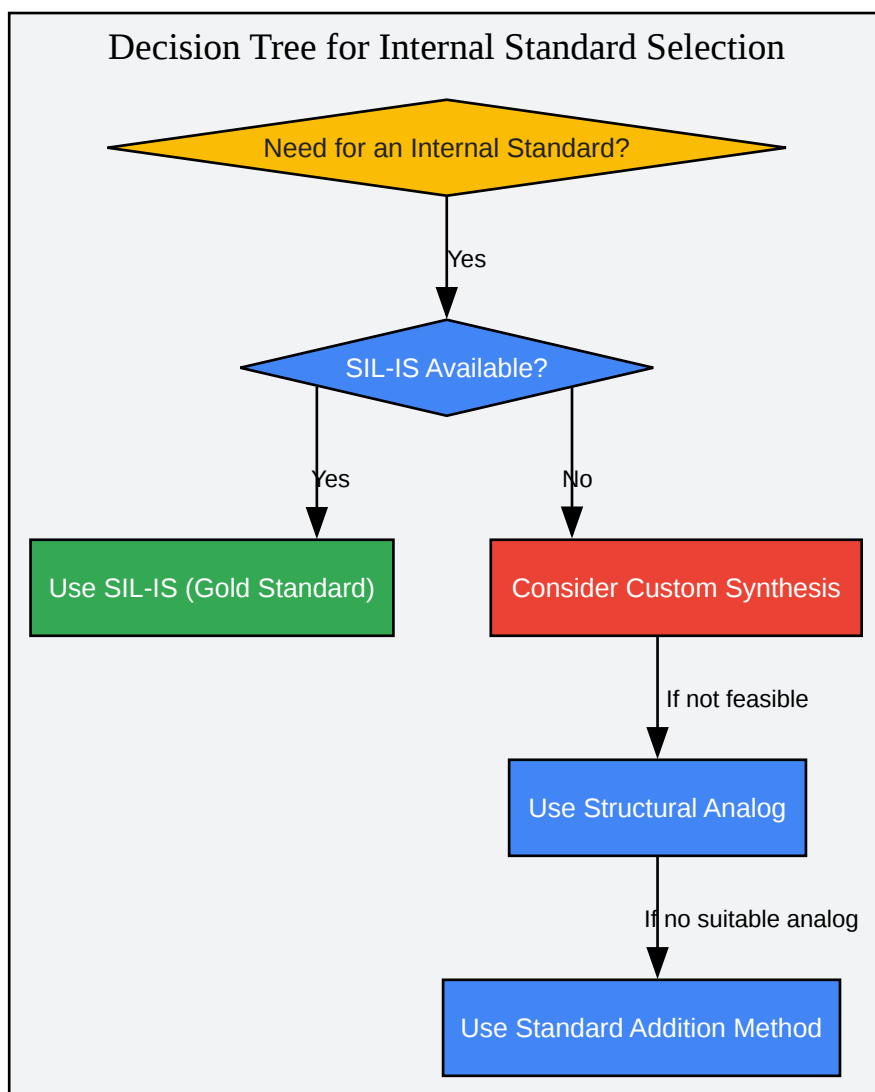 Decision Tree for Internal Standard Selection
Need for an Internal Standard?
Yes
SIL-IS Available?
Yes
No
Use SIL-IS (Gold Standard)
Consider Custom Synthesis
If not feasible
Use Structural Analog
If no suitable analog
Use Standard Addition Method